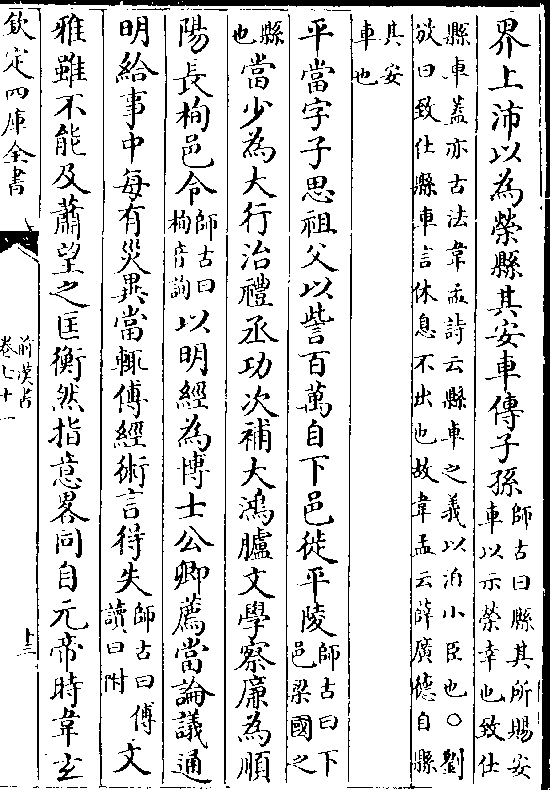 界上沛以為榮縣其安車傳子孫師古曰縣其所賜安車以示榮幸也致仕
縣車葢亦古法韋孟詩云縣車之義以洎小臣也○劉攽曰致仕縣車言休息不出也故韋孟云薛廣德自縣
其安車也
平當字子思祖父以訾百萬自下邑徙平陵師古曰下邑梁國之
縣也當少為大行治禮丞功次補大鴻臚文學察廉為順
陽長栒邑令師古曰栒音詢以明經為博士公卿薦當論議通
明給事中每有災異當輒傅經術言得失師古曰傅讀曰附文
雅雖不能及蕭望之匡衡然指意畧同自元帝時韋玄
欽定四庫全書
前漢書
卷七十一
十三